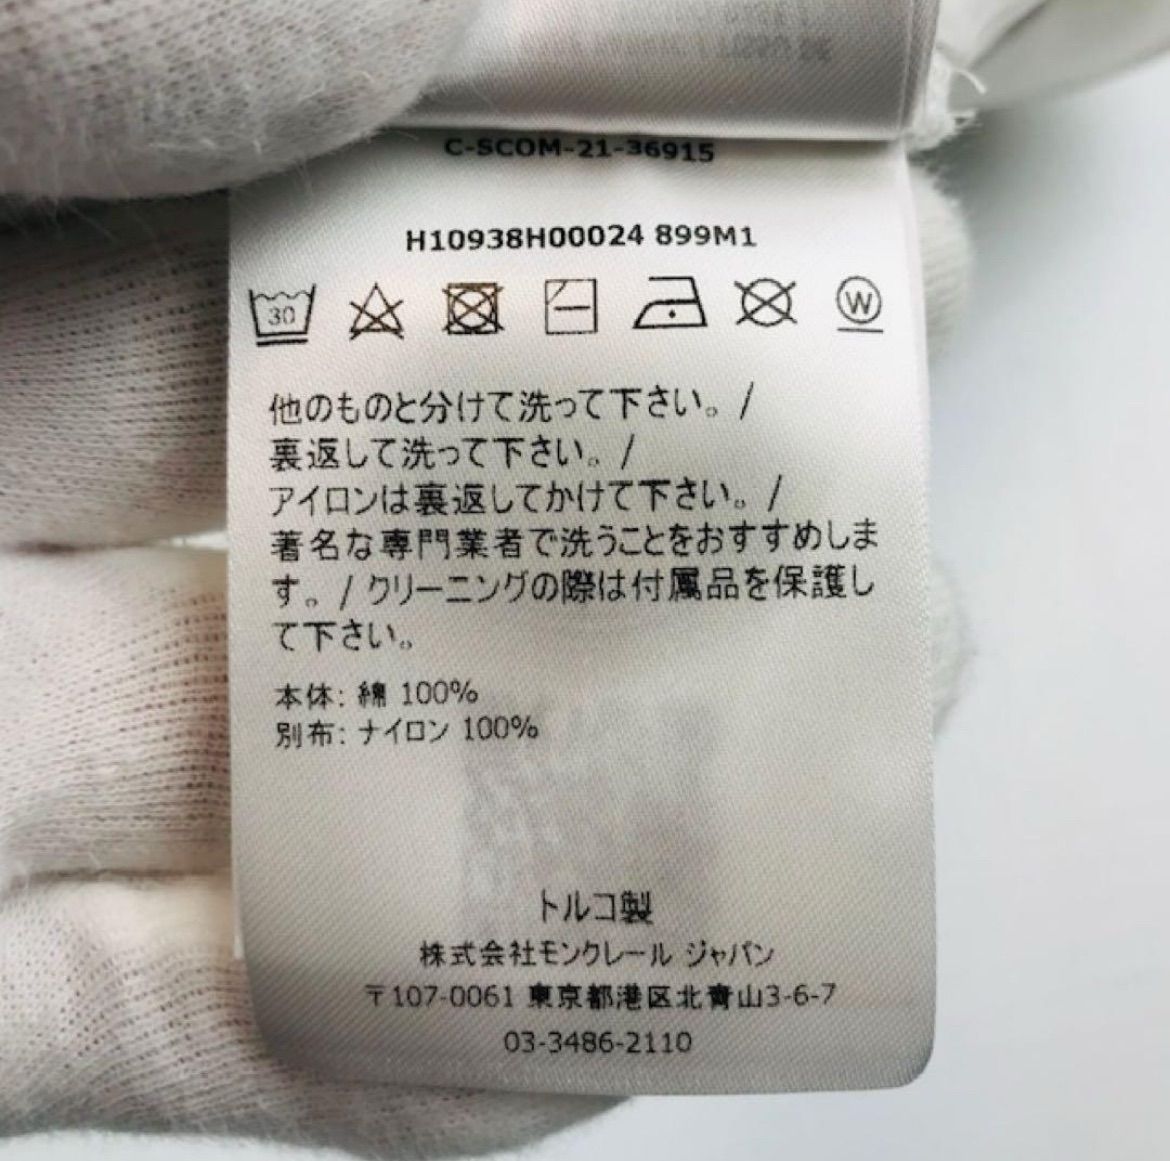 C-SCOM-21-36915
H10938H00024 899M1
30
W
他のものと分けて洗って下さい。/
裏返して洗って下さい。/
アイロンは裏返してかけて下さい。/
著名な専門業者で洗うことをおすすめしま
す。/ クリーニングの際は付属品を保護し
て下さい。
本体: 綿 100%
別布: ナイロン 100%
トルコ製
株式会社モンクレール ジャパン
〒107-0061 東京都港区北青山3-6-7
03-3486-2110